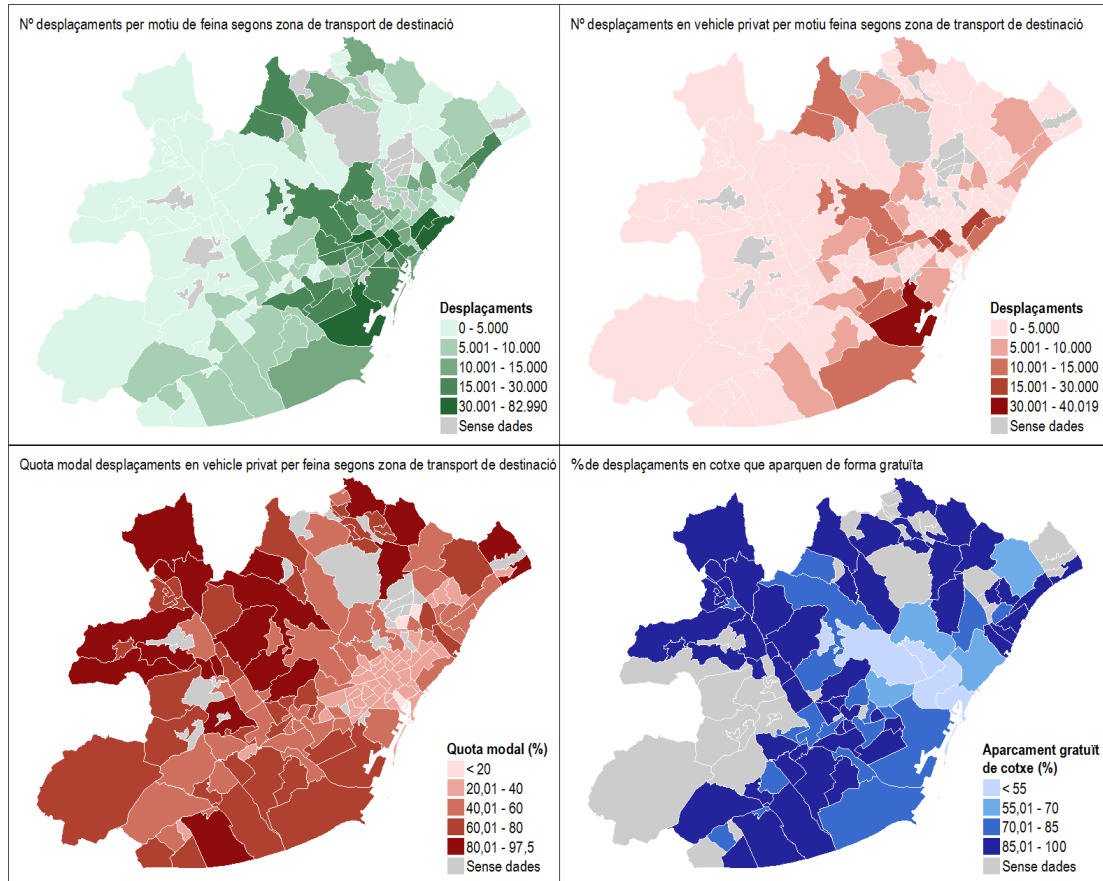 Nº desplaçaments per motiu de feina segons zona de transport de destinació
Desplaçaments
0 - 5.000
5.001 - 10.000
10.001 - 15.000
15.001 - 30.000
30.001 - 82.990
Sense dades
Nº desplaçaments en vehicle privat per motiu feina segons zona de transport de destinació
Desplaçaments
0 - 5.000
5.001 - 10.000
10.001 - 15.000
15.001 - 30.000
30.001 - 40.019
Sense dades
Quota modal desplaçaments en vehicle privat per feina segons zona de transport de destinació
Quota modal (%)
< 20
20,01 - 40
40,01 - 60
60,01 - 80
80,01 - 97,5
Sense dades
% de desplaçaments en cotxe que aparquen de forma gratuïta
Aparcament gratuït
de cotxe (%)
< 55
55,01 - 70
70,01 - 85
85,01 - 100
Sense dades